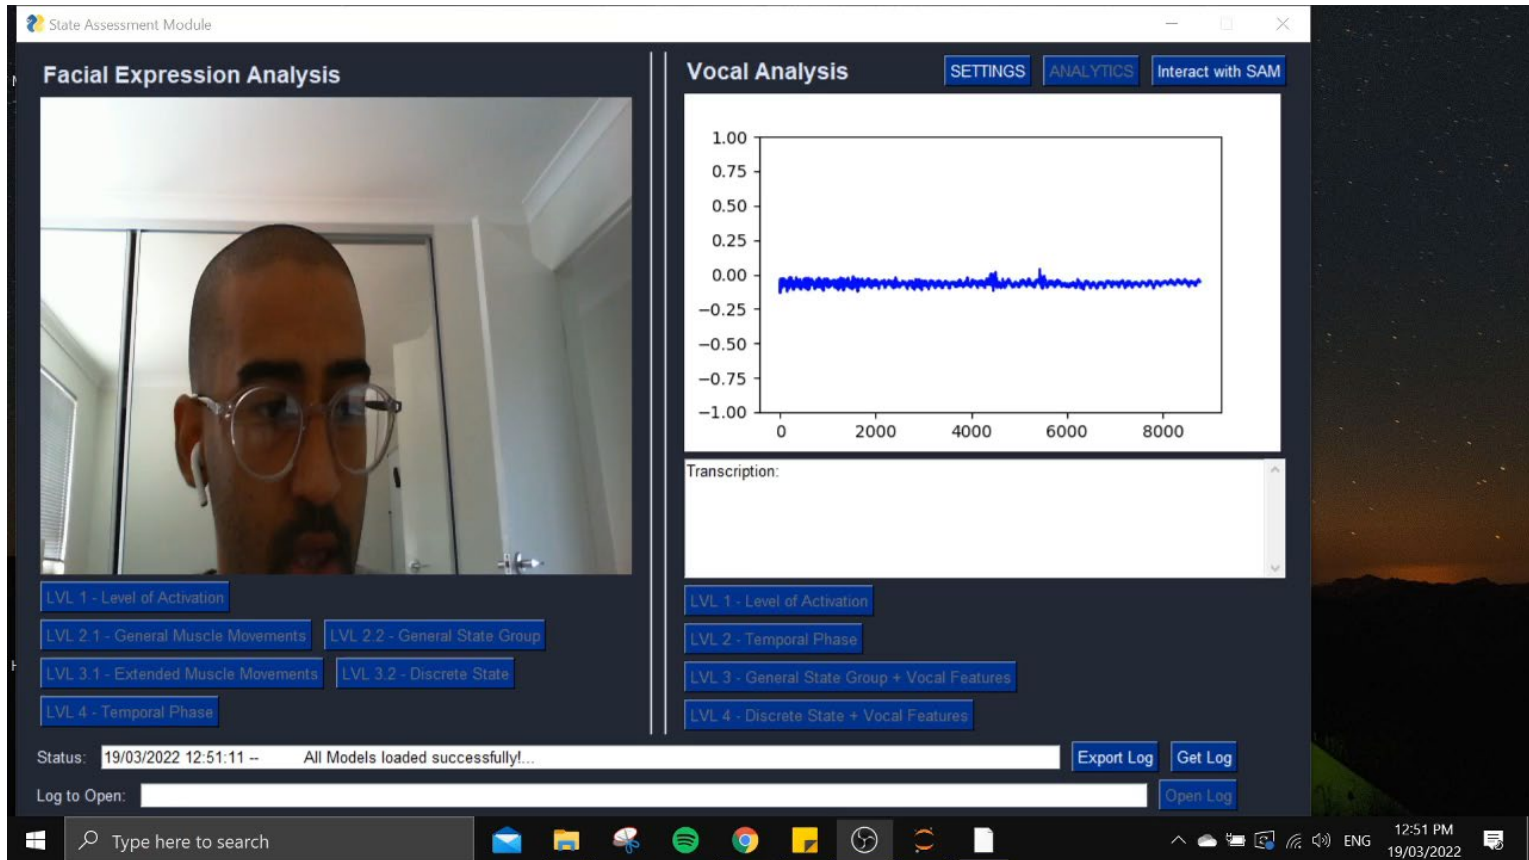 State Assessment Module
Facial Expression Analysis
Vocal Analysis
SETTINGS
ANALYTICS
Interact with SAM
1.00
0.75
0.50
0.25
0.00
−0.25
−0.50
−0.75
−1.00
0 2000 4000 6000 8000
Transcription:
LVL 1 - Level of Activation
LVL 2.1 - General Muscle Movements
LVL 2.2 - General State Group
LVL 3.1 - Extended Muscle Movements
LVL 3.2 - Discrete State
LVL 4 - Temporal Phase
LVL 1 - Level of Activation
LVL 2 - Temporal Phase
LVL 3 - General State Group + Vocal Features
LVL 4 - Discrete State + Vocal Features
Status: 19/03/2022 12:51:11 -- All Models loaded successfully!...
Export Log
Get Log
Log to Open:
Open Log
Type here to search
ENG
12:51 PM
19/03/2022